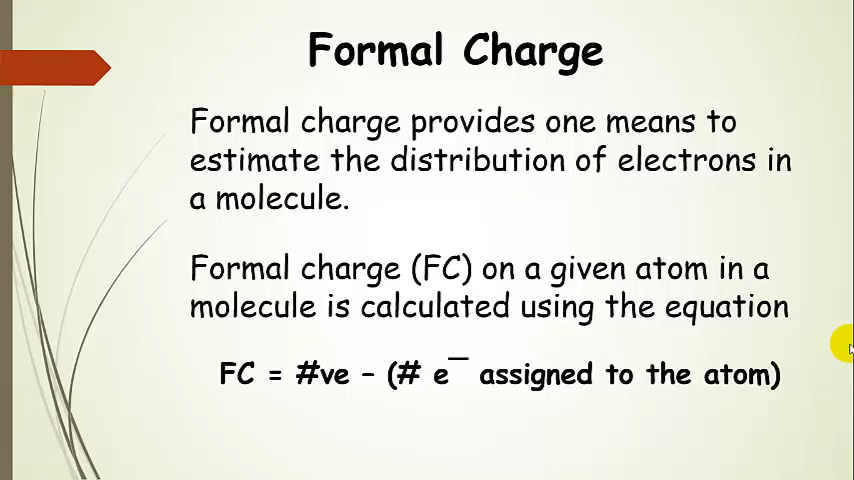 Formal Charge
Formal charge provides one means to
estimate the distribution of electrons in
a molecule.
Formal charge (FC) on a given atom in a
molecule is calculated using the equation
FC = #ve – (# e⁻ assigned to the atom)